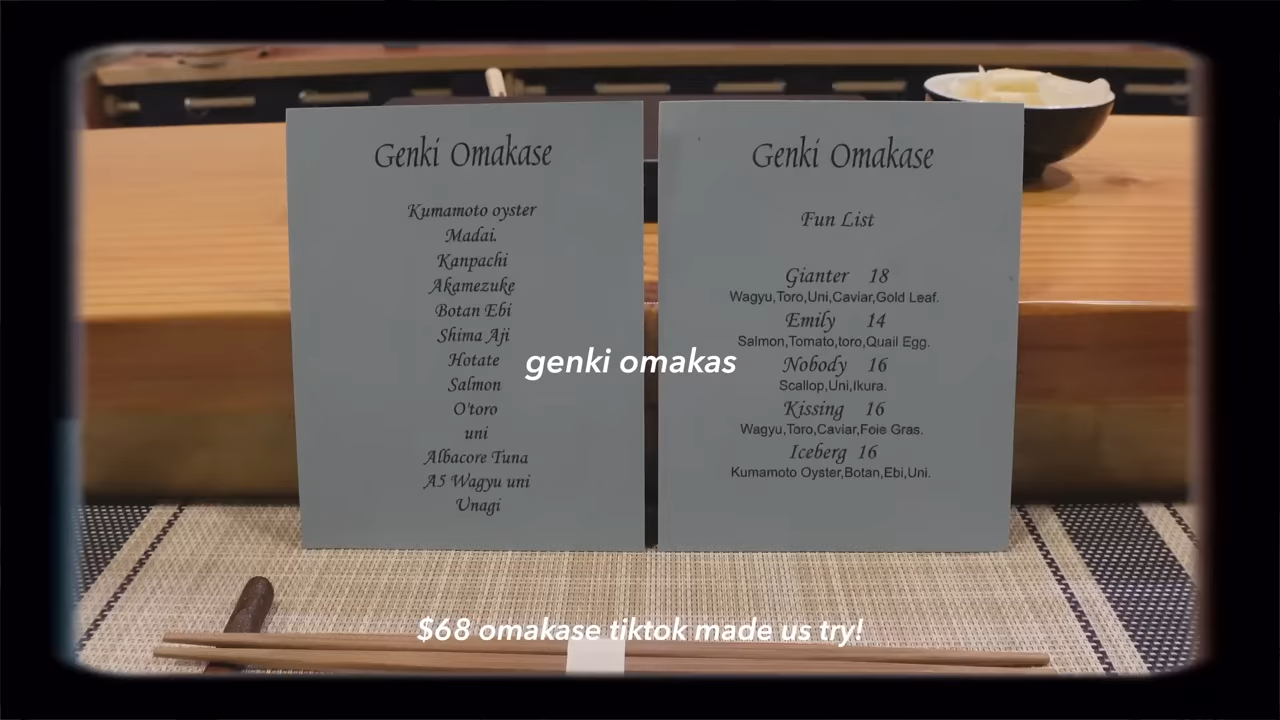 Genki Omakase
Kumamoto oyster
Madai.
Kanpachi
Akamezuke
Botan Ebi
Shima Aji
Hotate
Salmon
O'toro
uni
Albacore Tuna
A5 Wagyu uni
Unagi
Genki Omakase
Fun List
Gianter 18
Wagyu,Toro,Uni,Caviar,Gold Leaf.
Emily 14
Salmon,Tomato,toro,Quail Egg.
Nobody 16
Scallop,Uni,Ikura.
Kissing 16
Wagyu,Toro,Caviar,Foie Gras.
Iceberg 16
Kumamoto Oyster,Botan,Ebi,Uni.
genki omakas
$68 omakase tiktok made us try!